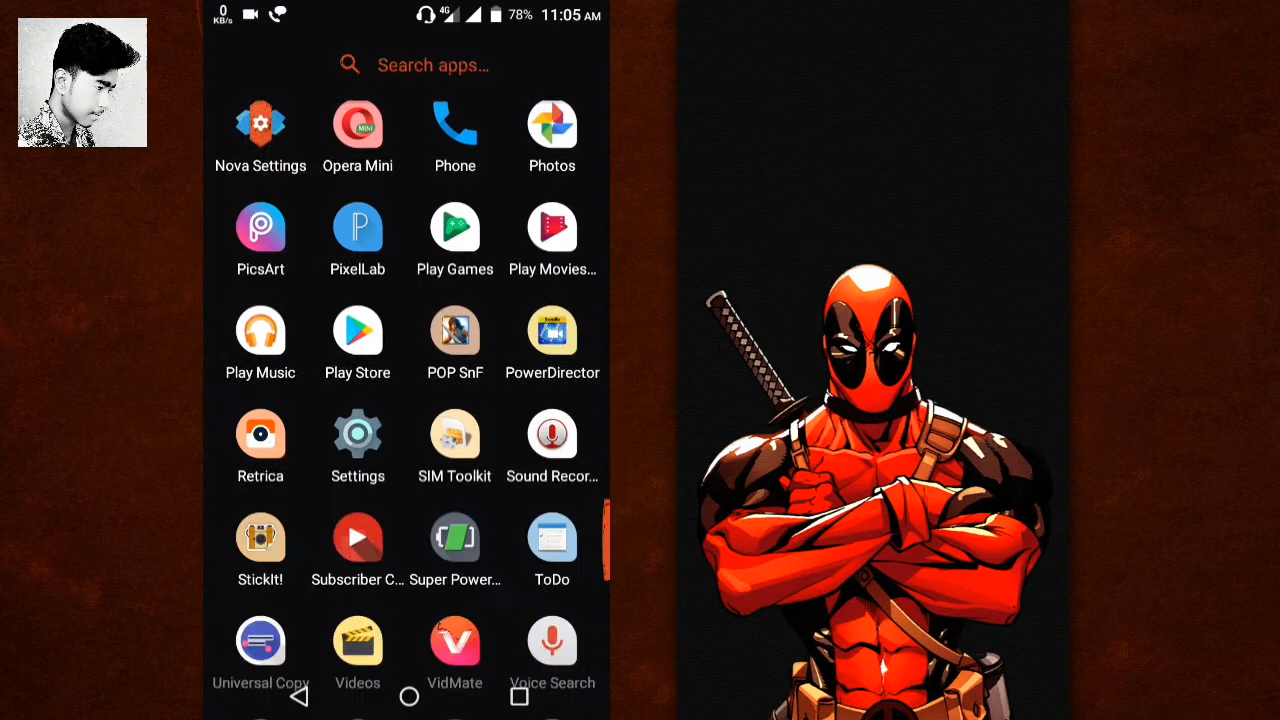 0
KB/s
4G
78%
11:05 AM
Search apps...
Nova Settings
Opera Mini
MINI
Phone
Photos
PicsArt
PixelLab
Play Games
Play Movies...
Play Music
Play Store
POP SnF
PowerDirector
Retrica
Settings
SIM Toolkit
Sound Recor...
StickIt!
Subscriber C...
Super Power...
ToDo
Universal Copy
Videos
VidMate
Voice Search